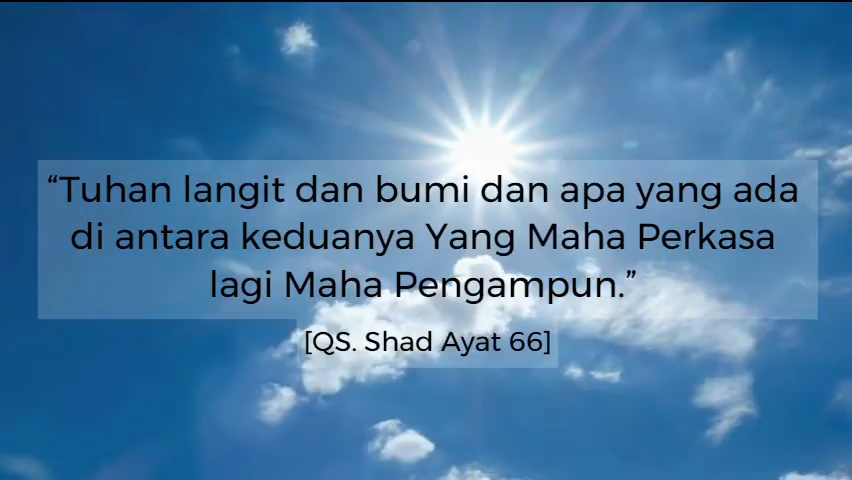 “Tuhan langit dan bumi dan apa yang ada
di antara keduanya Yang Maha Perkasa
lagi Maha Pengampun.”
[QS. Shad Ayat 66]